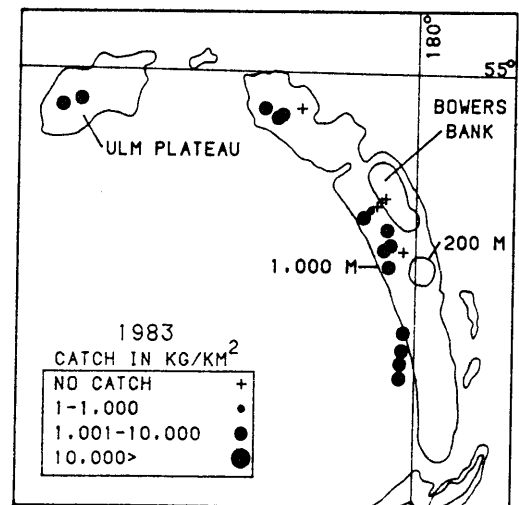 180°
55°
BOWERS
BANK
ULM PLATEAU
200 M
1.000 M
1983
CATCH IN KG/KM²
NO CATCH +
1-1.000
1.001-10.000
10.000>